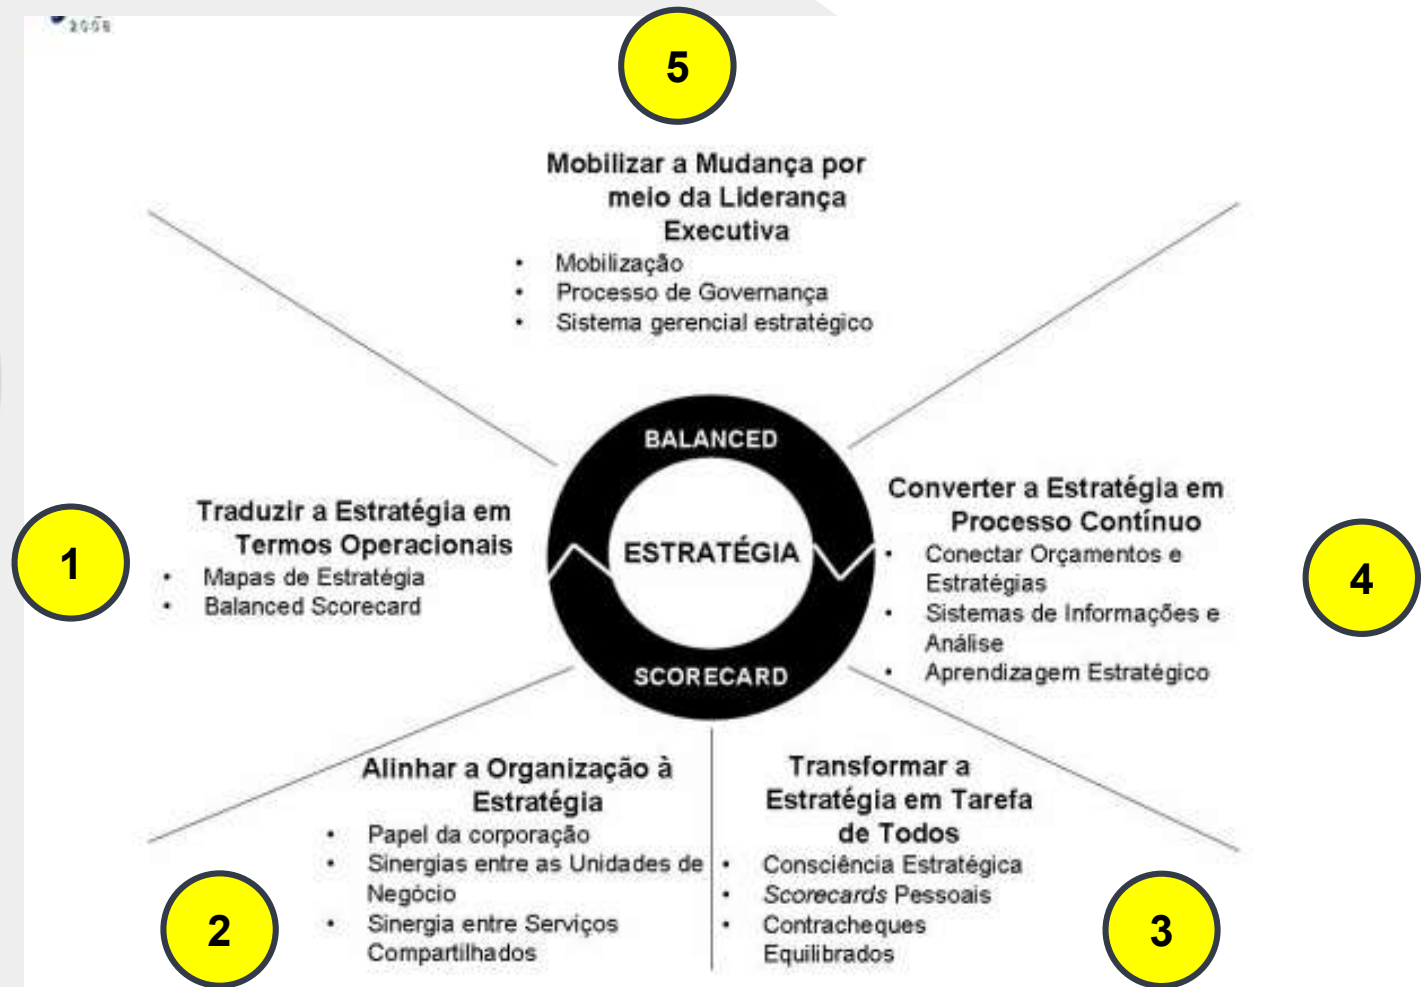 2006
5
Mobilizar a Mudança por
meio da Liderança
Executiva
• Mobilização
• Processo de Governança
• Sistema gerencial estratégico
BALANCED
ESTRATÉGIA
SCORECARD
1
Traduzir a Estratégia em
Termos Operacionais
• Mapas de Estratégia
• Balanced Scorecard
Converter a Estratégia em
Processo Contínuo
• Conectar Orçamentos e
Estratégias
• Sistemas de Informações e
Análise
• Aprendizagem Estratégico
4
Alinhar a Organização à
Estratégia
• Papel da corporação
• Sinergias entre as Unidades de
Negócio
• Sinergia entre Serviços
Compartilhados
2
Transformar a
Estratégia em Tarefa
de Todos
• Consciência Estratégica
• Scorecards Pessoais
• Contracheques
Equilibrados
3